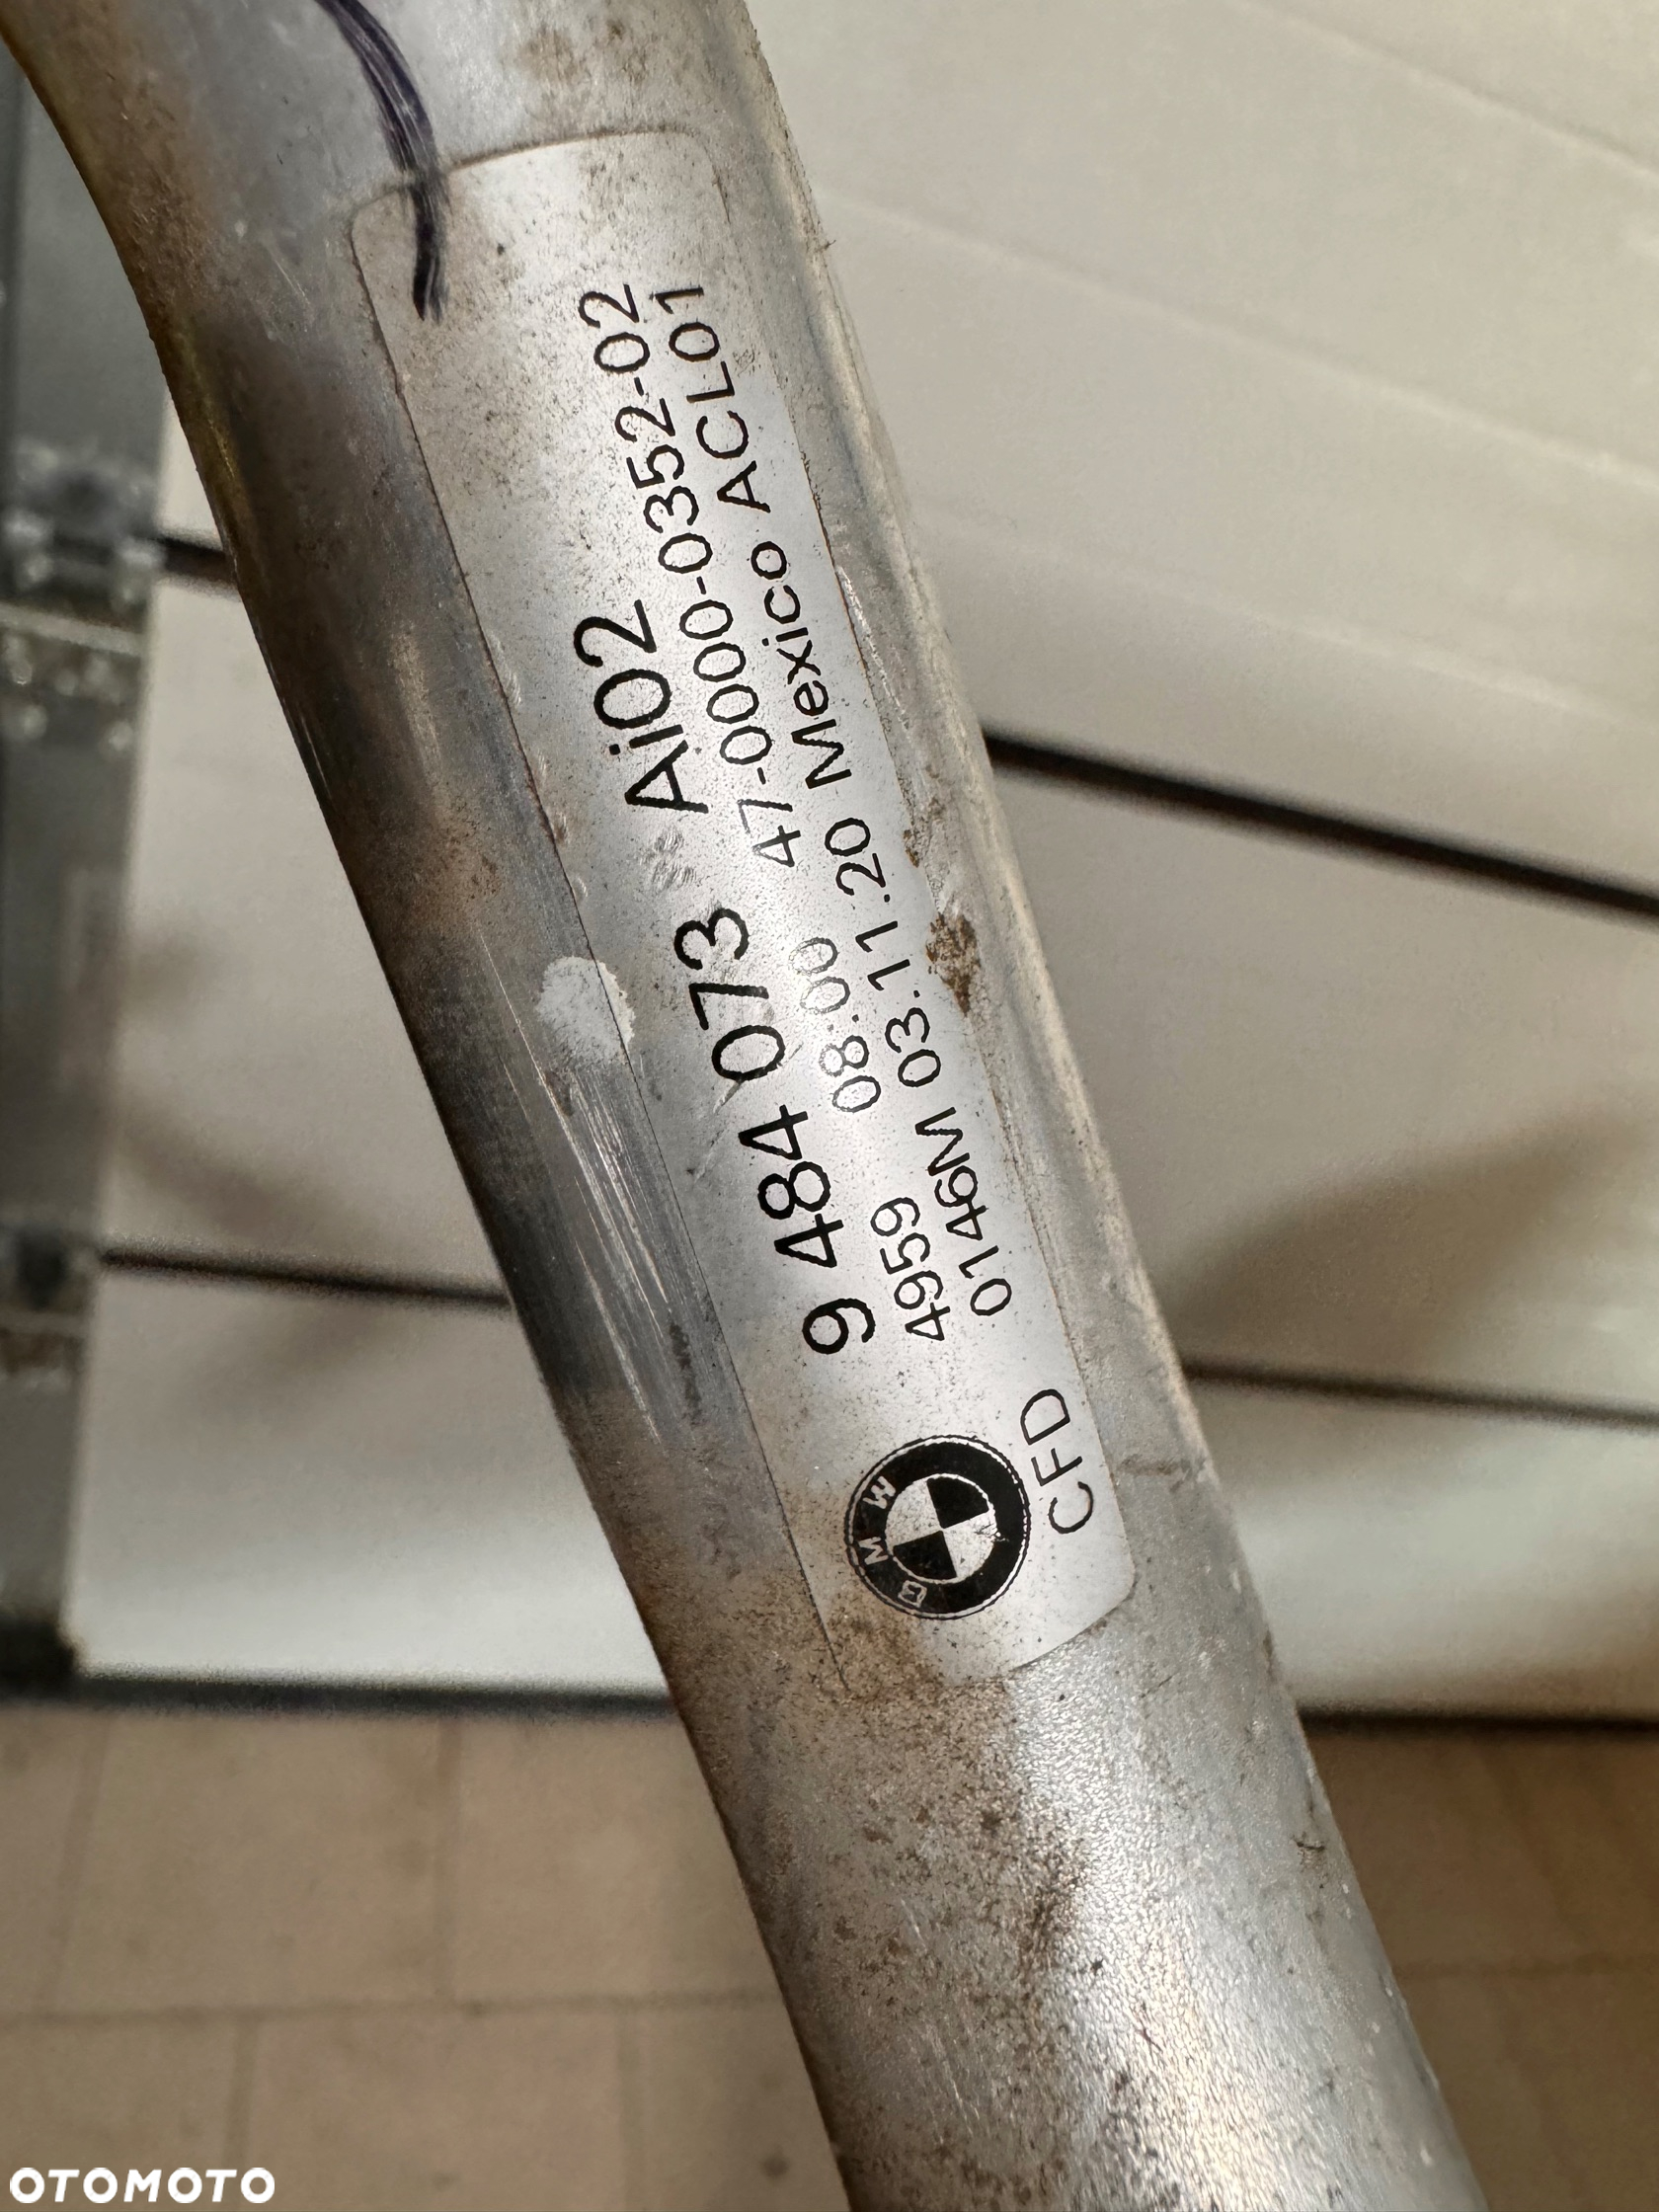 9 484 073 Ai02
4959 08:00 47-0000-0352-02
0146M 03.11.20 Mexico ACL01
BMW
CFD
OTOMOTO